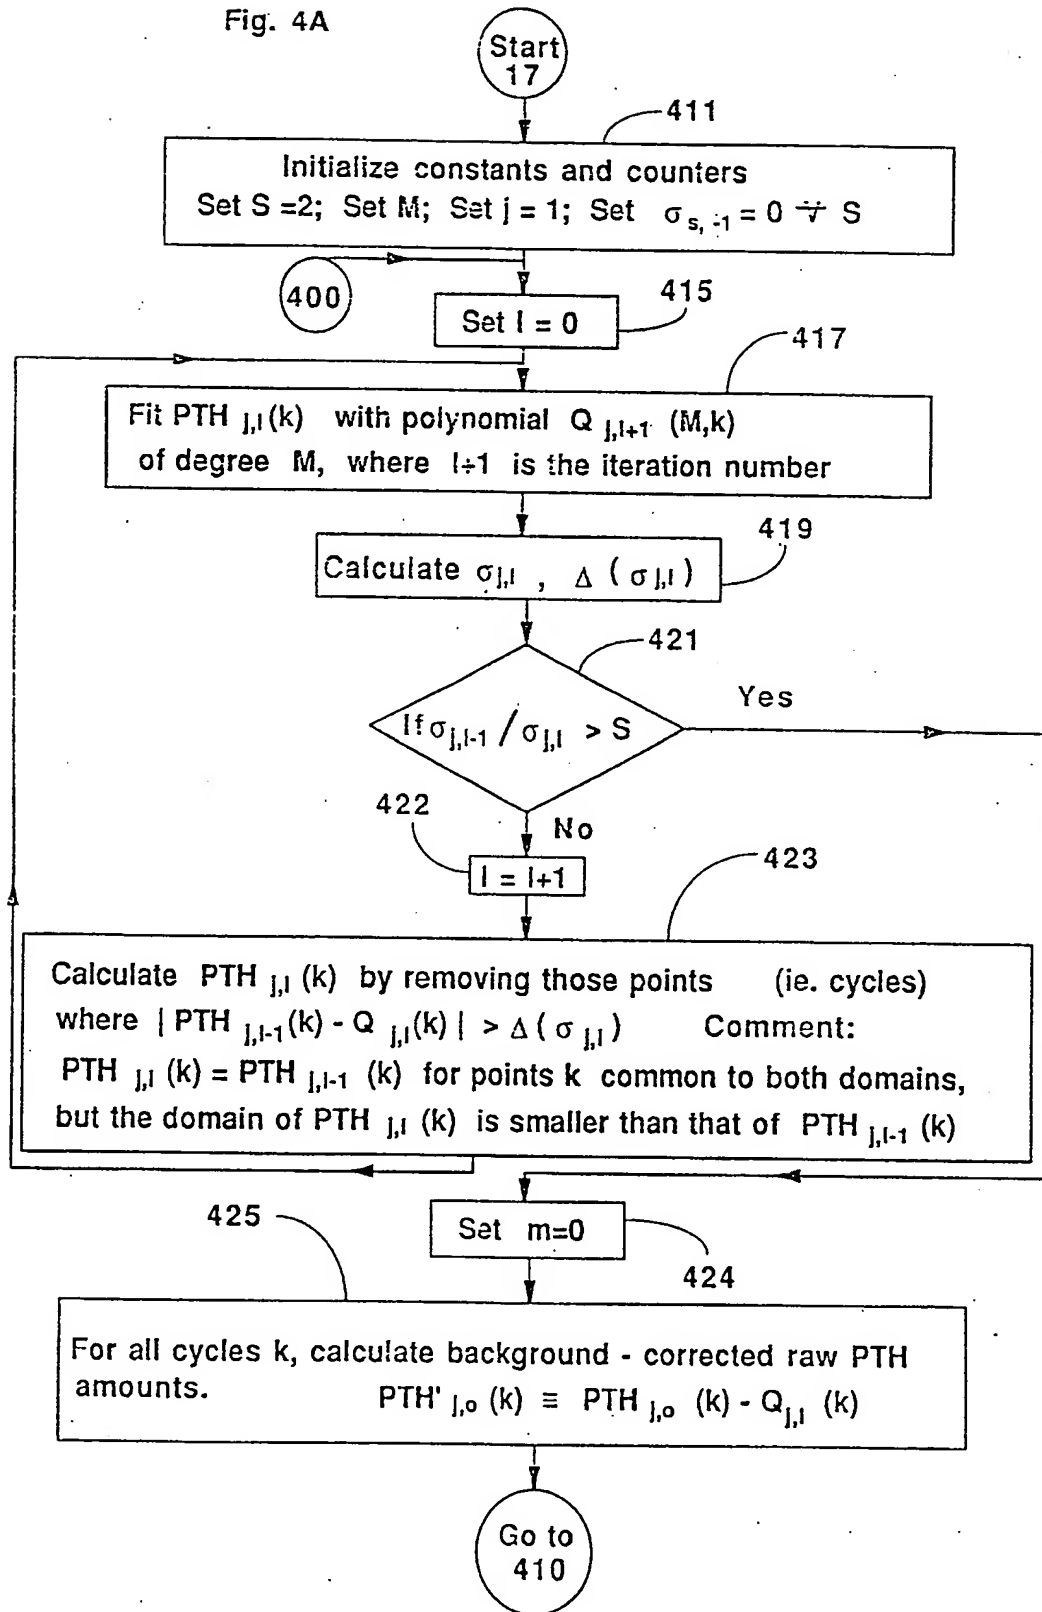 Fig. 4A
Start
17
411
Initialize constants and counters
Set S =2; Set M; Set j = 1; Set σ s, -1 = 0 ∀ S
400
415
Set l = 0
417
Fit PTH j,l(k) with polynomial Q j,l+1 (M,k)
of degree M, where l+1 is the iteration number
419
Calculate σj,l , Δ ( σj,l )
421
If σj,l-1 / σj,l > S
Yes
422
No
l = l+1
423
Calculate PTH j,l (k) by removing those points (ie. cycles)
where | PTH j,l-1(k) - Q j,l(k) | > Δ( σ j,l ) Comment:
PTH j,l (k) = PTH j,l-1 (k) for points k common to both domains,
but the domain of PTH j,l (k) is smaller than that of PTH j,l-1 (k)
425
Set m=0
424
For all cycles k, calculate background - corrected raw PTH
amounts. PTH' j,o (k) ≡ PTH j,o (k) - Qj,l (k)
Go to
410